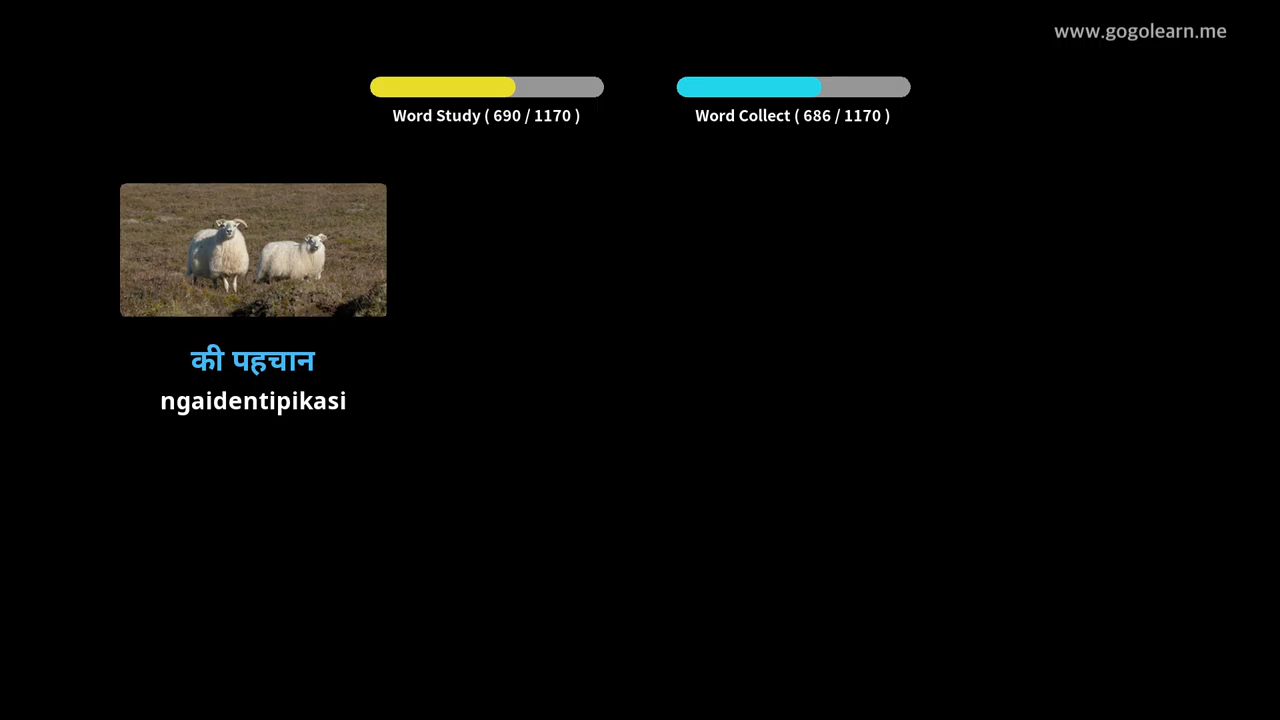 www.gogolearn.me
Word Study ( 690 / 1170 )
Word Collect ( 686 / 1170 )
की पहचान
ngaidentipikasi